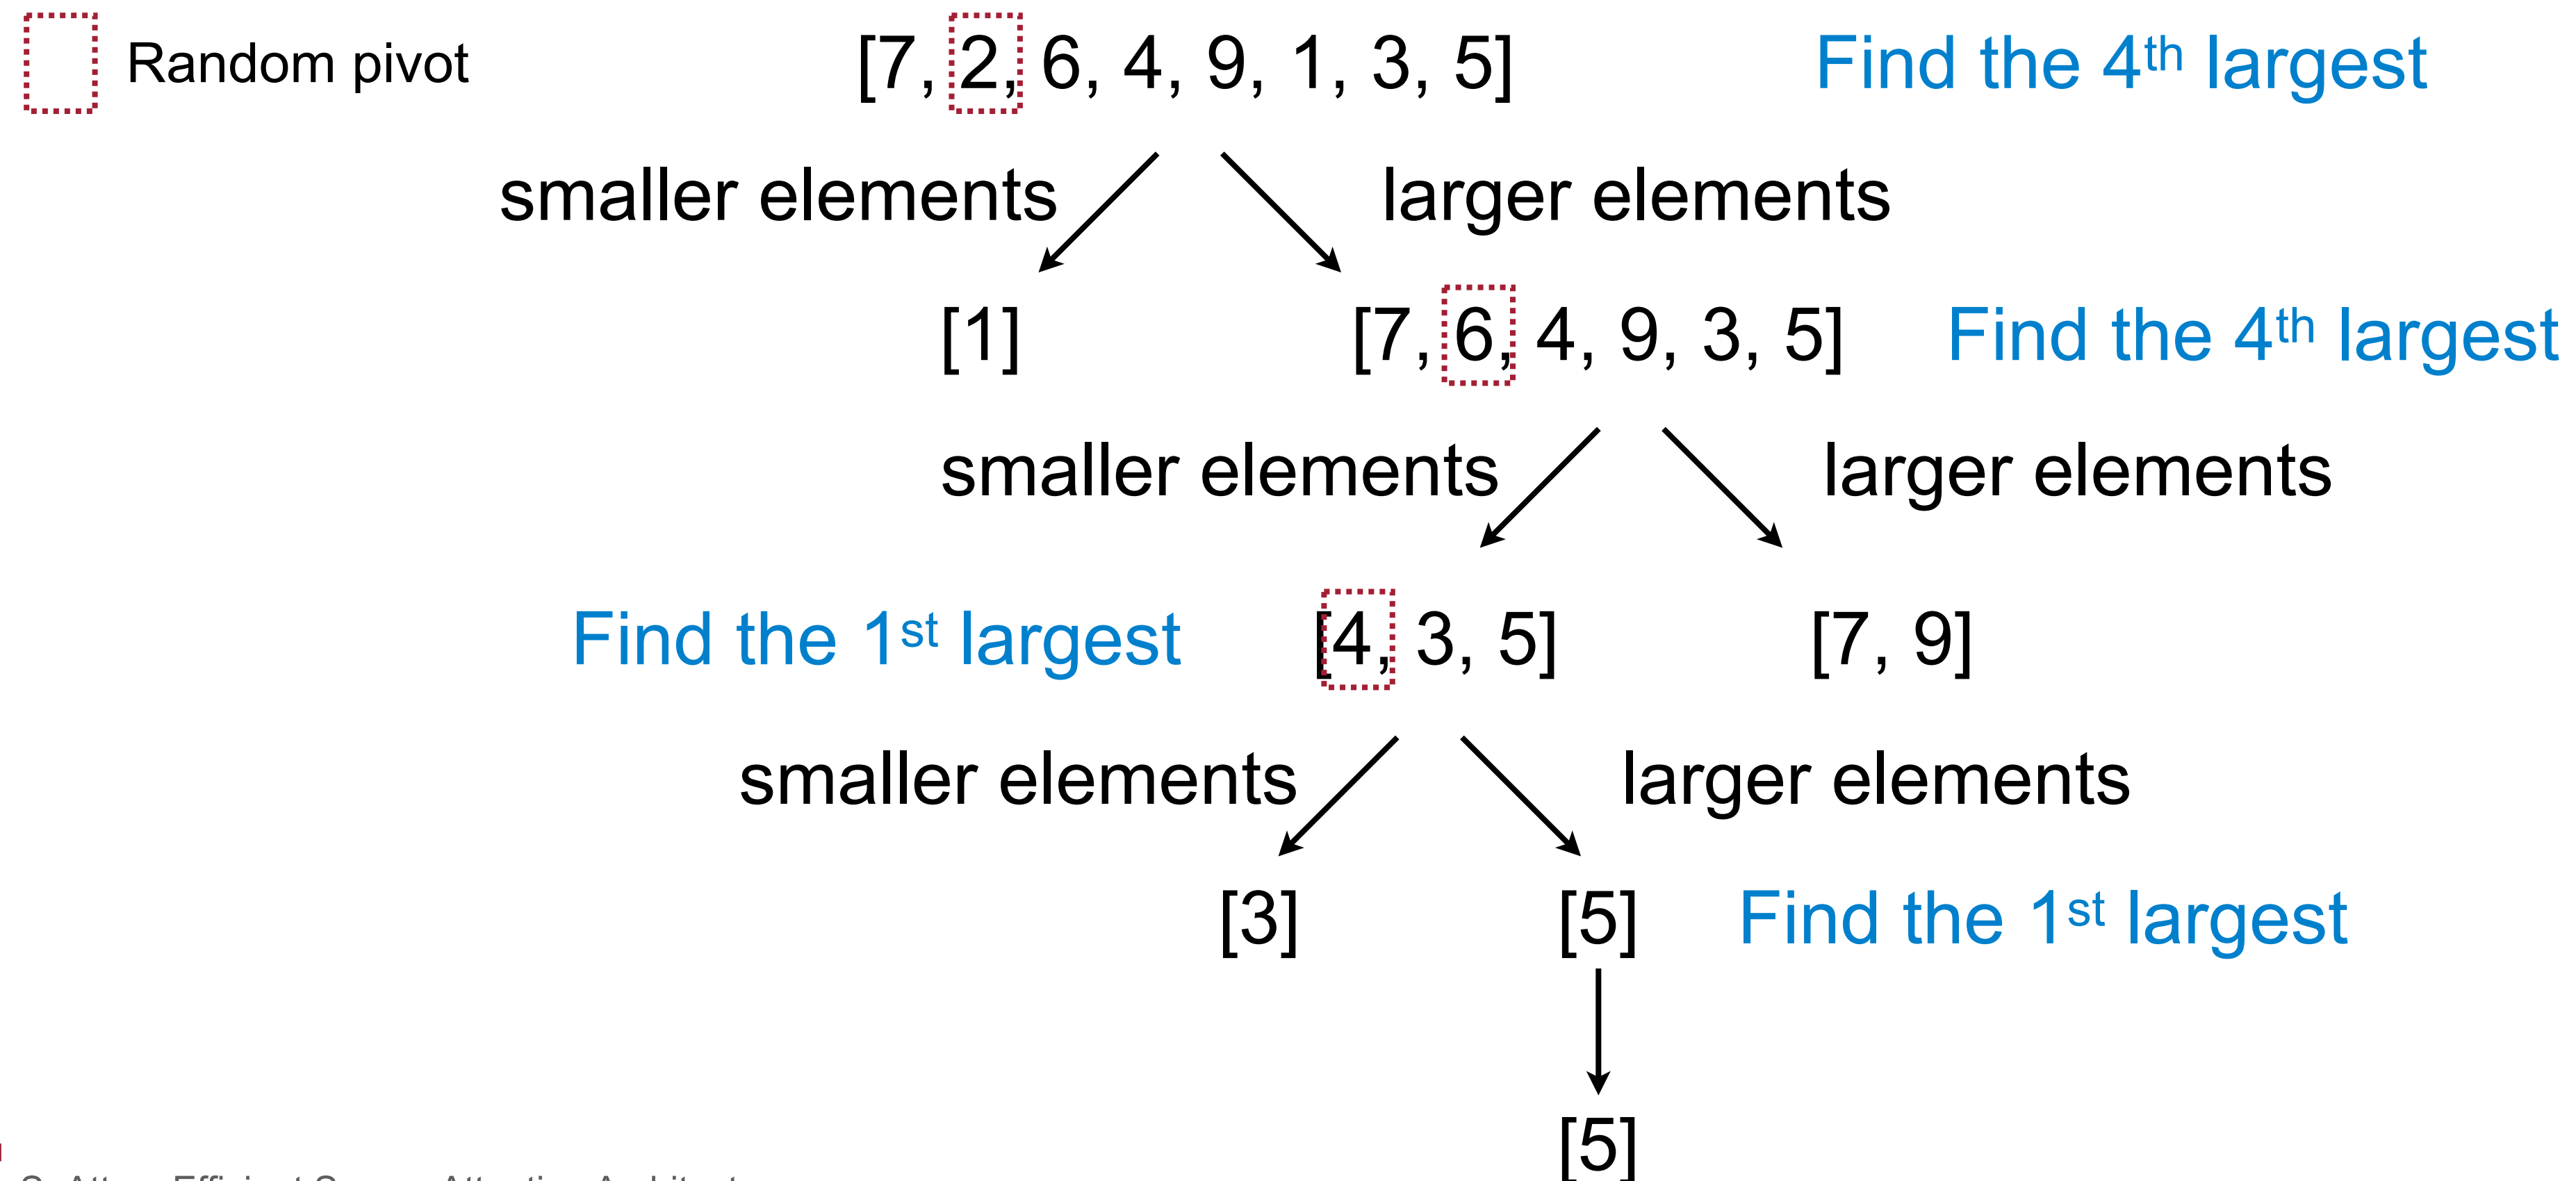 Random pivot
[7, 2, 6, 4, 9, 1, 3, 5]
Find the 4th largest
smaller elements
larger elements
[1]
[7, 6, 4, 9, 3, 5]
Find the 4th largest
smaller elements
larger elements
Find the 1st largest
[4, 3, 5]
[7, 9]
smaller elements
larger elements
[3]
[5]
Find the 1st largest
[5]